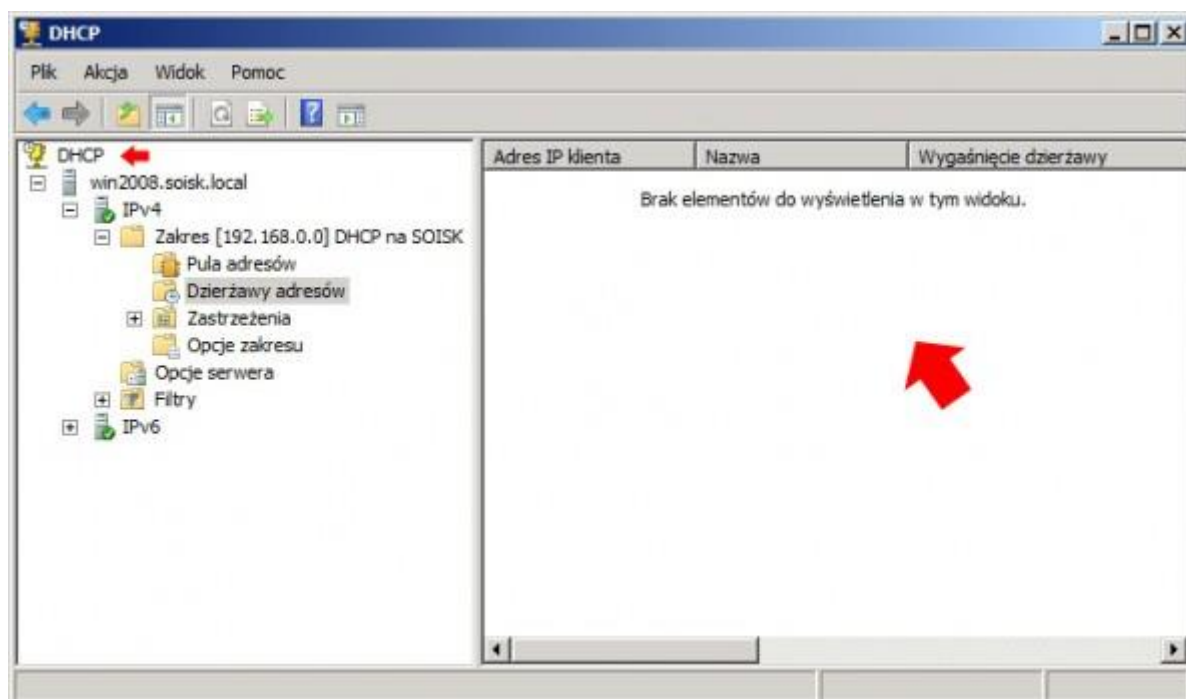 DHCP
Plik Akcja Widok Pomoc
DHCP
win2008.soisk.local
IPv4
Zakres [192.168.0.0] DHCP na SOISK
Pula adresów
Dzierżawy adresów
Zastrzeżenia
Opcje zakresu
Opcje serwera
Filtry
IPv6
Adres IP klienta Nazwa Wygaśnięcie dzierżawy
Brak elementów do wyświetlenia w tym widoku.